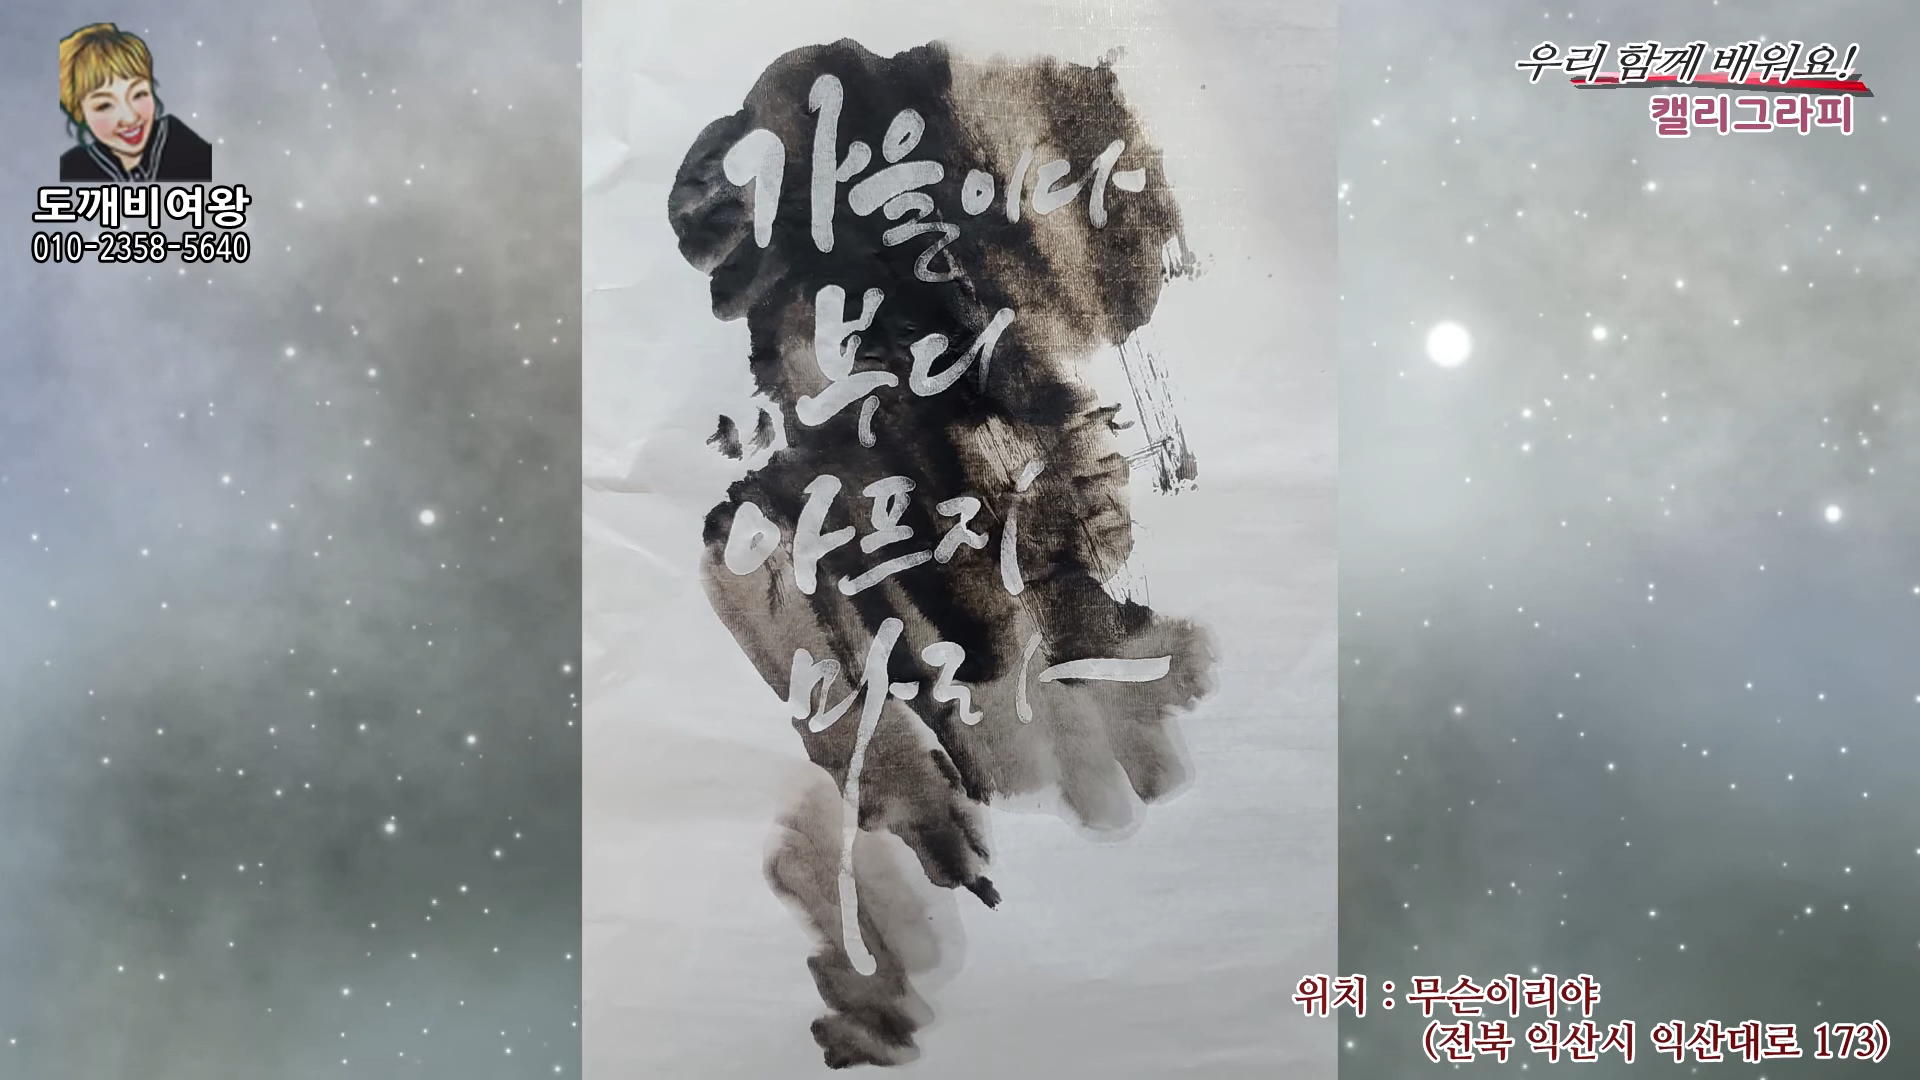 도깨비여왕
010-2358-5640
우리 함께 배워요!
캘리그라피
가을이다
부디
아프지
마라
위치 : 무슨이리야
(전북 익산시 익산대로 173)